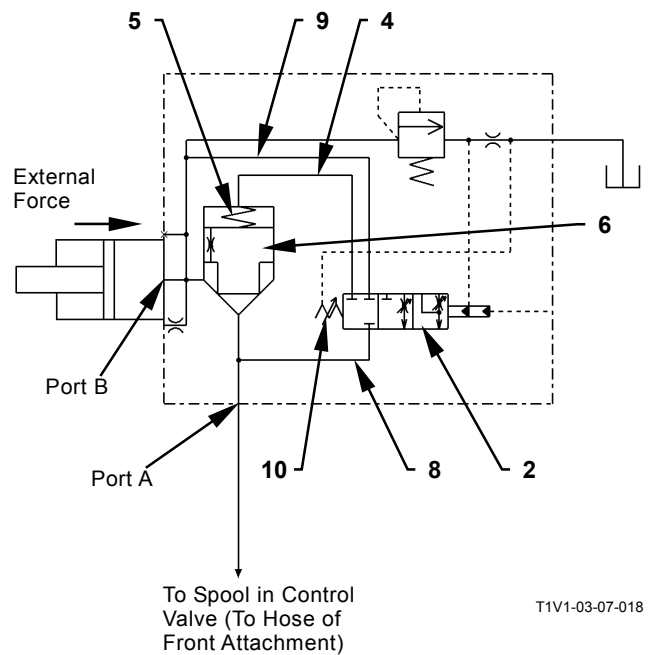 5
9
4
External
Force
6
Port B
Port A
10
8
2
To Spool in Control
Valve (To Hose of
Front Attachment)
T1V1-03-07-018